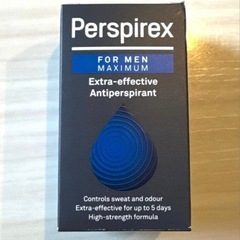 Perspirex
FOR MEN
MAXIMUM
Extra-effective
Antiperspirant
Controls sweat and odour
Extra-effective for up to 5 days
High-strength formula